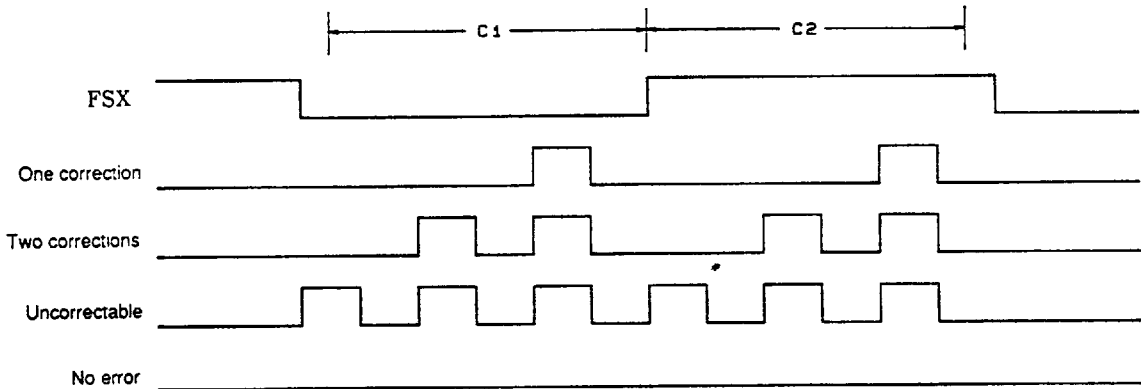 C1 C2
FSX
One correction
Two corrections
Uncorrectable
No error